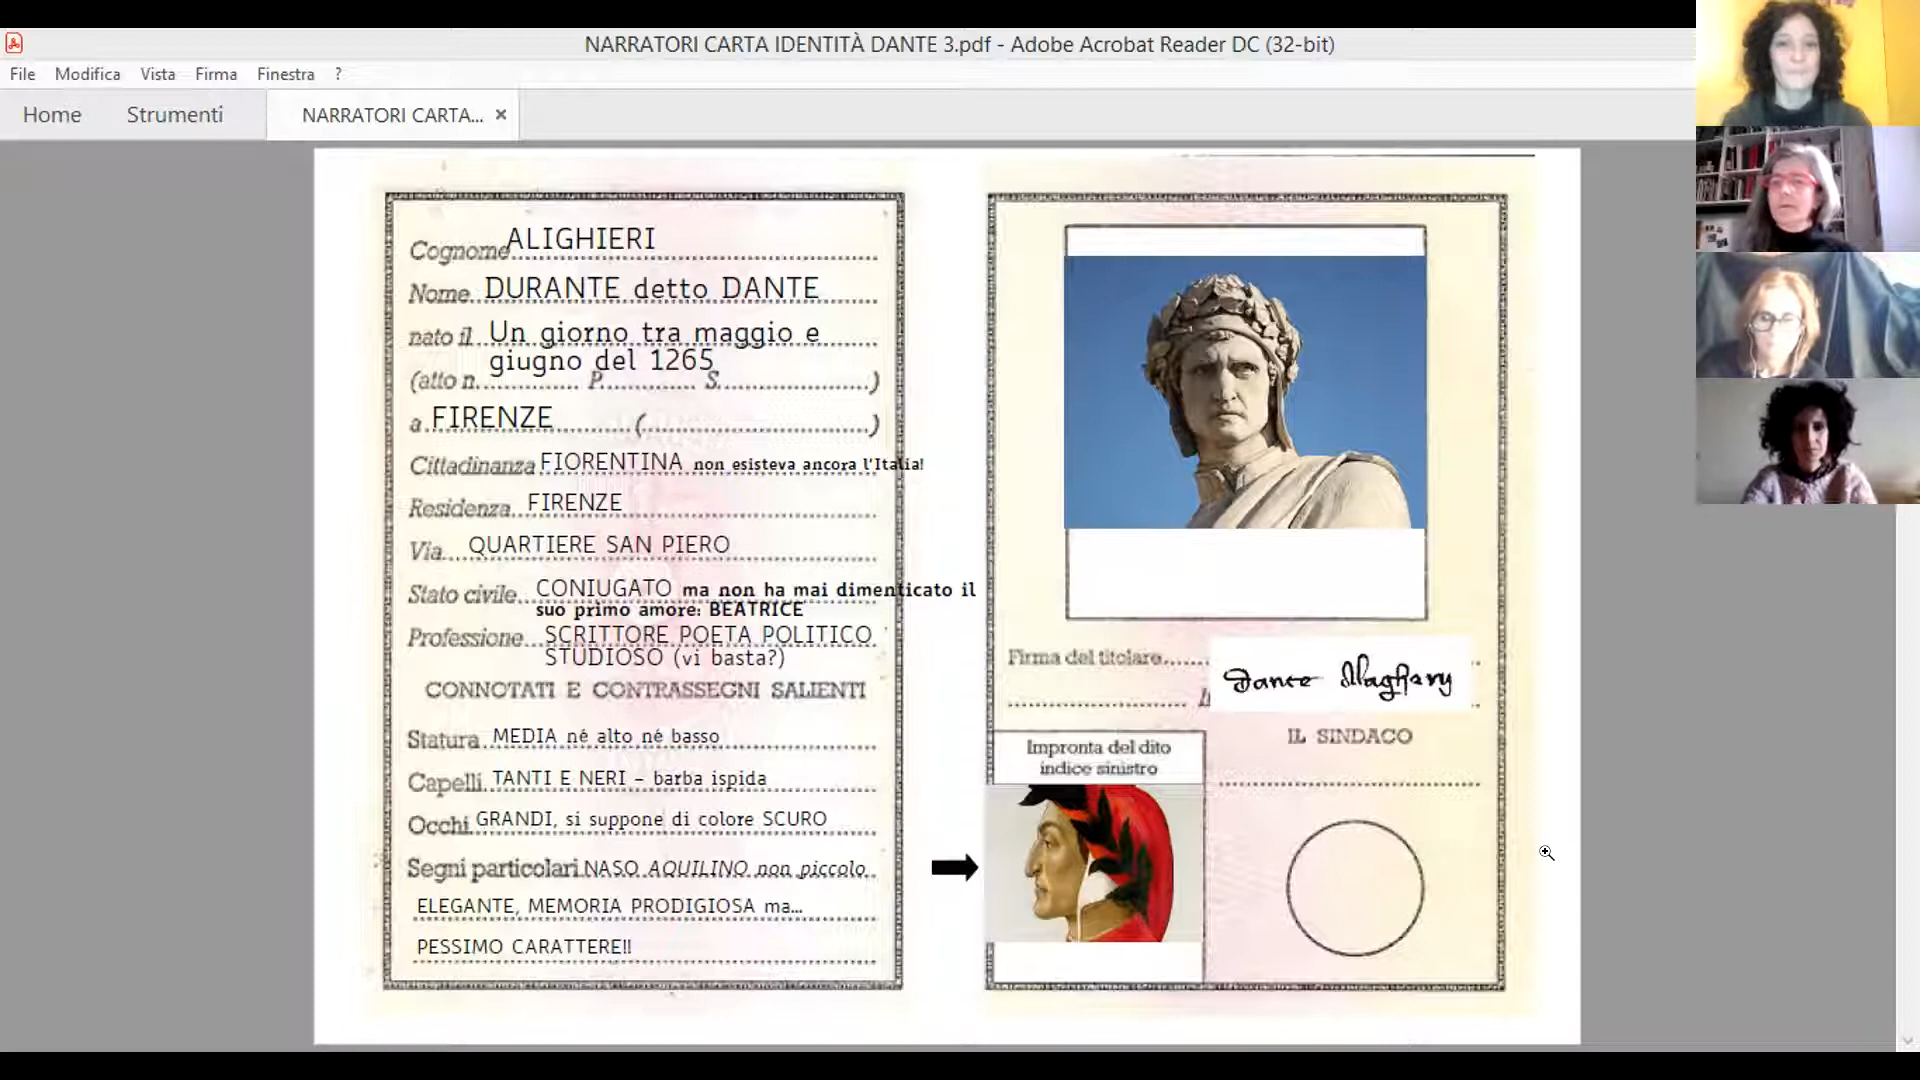 NARRATORI CARTA IDENTITÀ DANTE 3.pdf - Adobe Acrobat Reader DC (32-bit)
File Modifica Vista Firma Finestra ?
Home Strumenti NARRATORI CARTA... ×
Cognome ALIGHIERI
Nome DURANTE detto DANTE
nato il Un giorno tra maggio e
giugno del 1265
(atto n. P. S. )
a FIRENZE ( )
Cittadinanza FIORENTINA non esisteva ancora l'Italia!
Residenza FIRENZE
Via QUARTIERE SAN PIERO
Stato civile CONIUGATO ma non ha mai dimenticato il
suo primo amore: BEATRICE
Professione SCRITTORE POETA POLITICO
STUDIOSO (vi basta?)
CONNOTATI E CONTRASSEGNI SALIENTI
Statura MEDIA né alto né basso
Capelli TANTI E NERI - barba ispida
Occhi GRANDI, si suppone di colore SCURO
Segni particolari NASO AQUILINO non piccolo
ELEGANTE, MEMORIA PRODIGIOSA ma...
PESSIMO CARATTERE!!
Firma del titolare
Dante Alaghery
IL SINDACO
Impronta del dito
indice sinistro